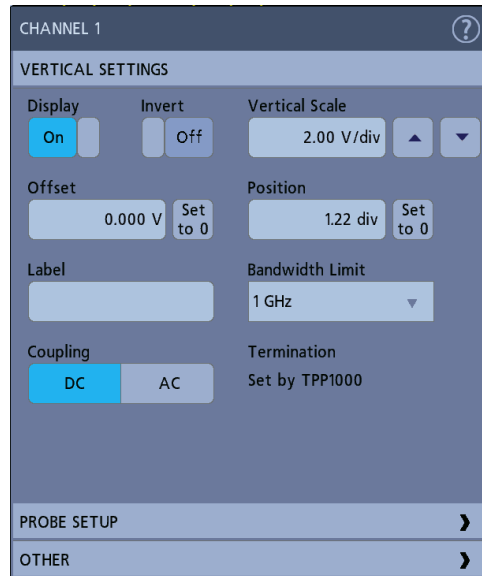 CHANNEL 1
?
VERTICAL SETTINGS
Display Invert Vertical Scale
On Off 2.00 V/div
Offset Position
0.000 V Set to 0 1.22 div Set to 0
Label Bandwidth Limit
1 GHz
Coupling Termination
DC AC Set by TPP1000
PROBE SETUP
OTHER